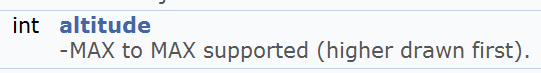 int altitude
-MAX to MAX supported (higher drawn first).